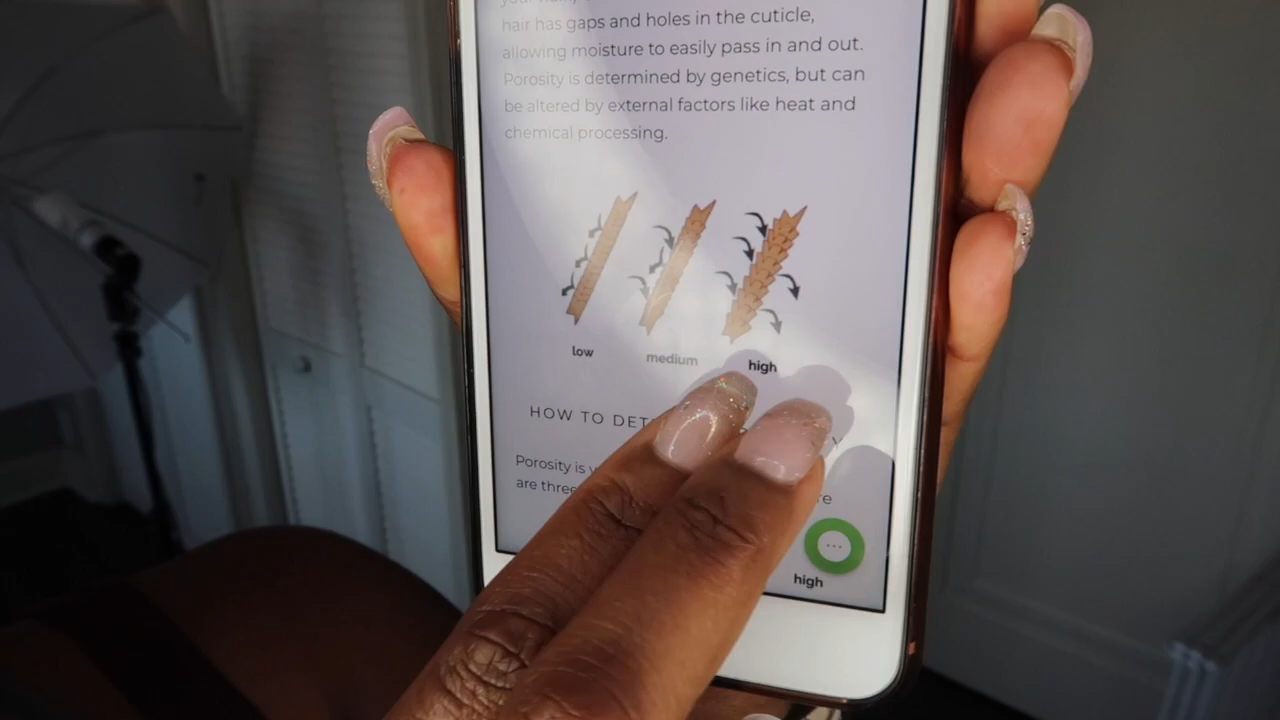 hair has gaps and holes in the cuticle,
allowing moisture to easily pass in and out.
Porosity is determined by genetics, but can
be altered by external factors like heat and
chemical processing.
low medium high
HOW TO
Porosity is
are three
high